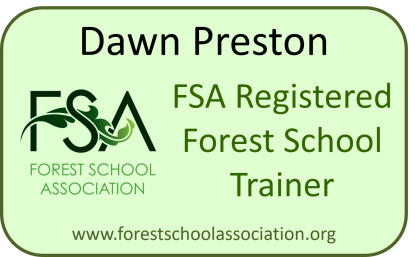 Dawn Preston
FSA
FOREST SCHOOL
ASSOCIATION
FSA Registered
Forest School
Trainer
www.forestschoolassociation.org